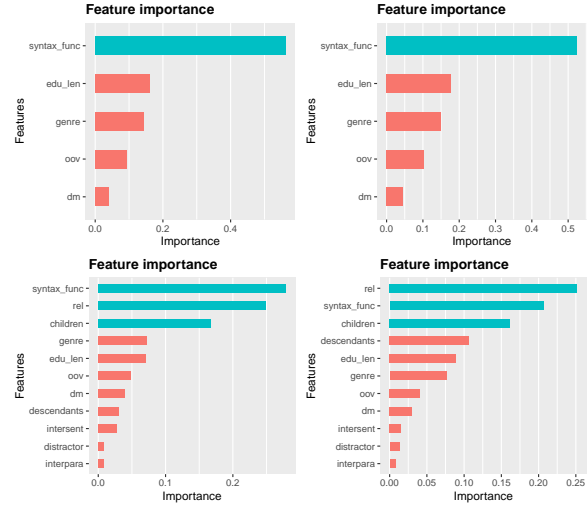 Feature importance
syntax_func
edu_len
genre
oov
dm
Features
0.0
0.2
0.4
Importance
Feature importance
syntax_func
edu_len
genre
oov
dm
Features
0.0
0.1
0.2
0.3
0.4
0.5
Importance
Feature importance
syntax_func
rel
children
genre
edu_len
oov
dm
descendants
intersent
distractor
interpara
Features
0.0
0.1
0.2
Importance
Feature importance
rel
syntax_func
children
descendants
edu_len
genre
oov
dm
intersent
distractor
interpara
Features
0.00
0.05
0.10
0.15
0.20
0.25
Importance